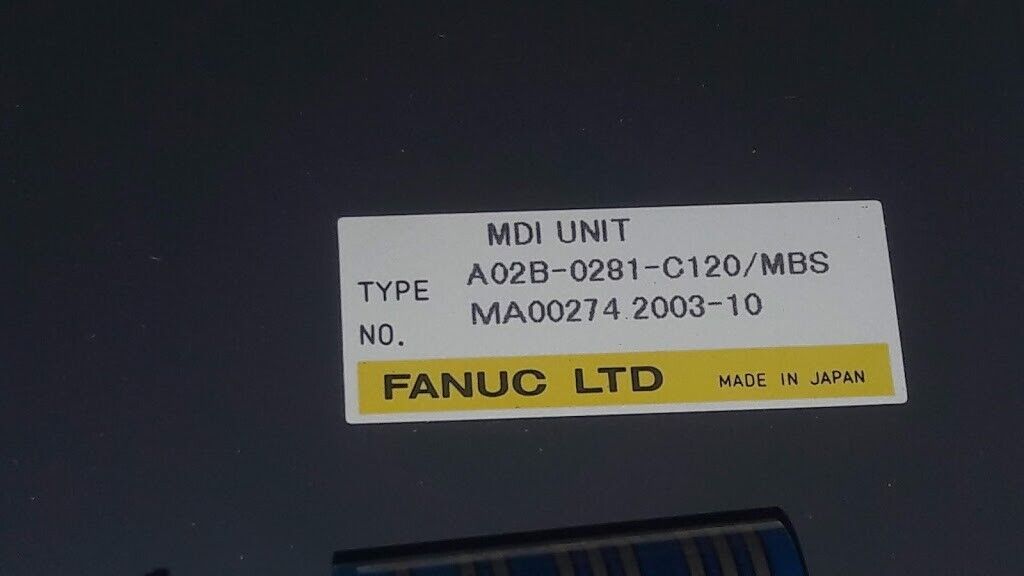 MDI UNIT
TYPE A02B-0281-C120/MBS
NO. MA00274 2003-10
FANUC LTD MADE IN JAPAN